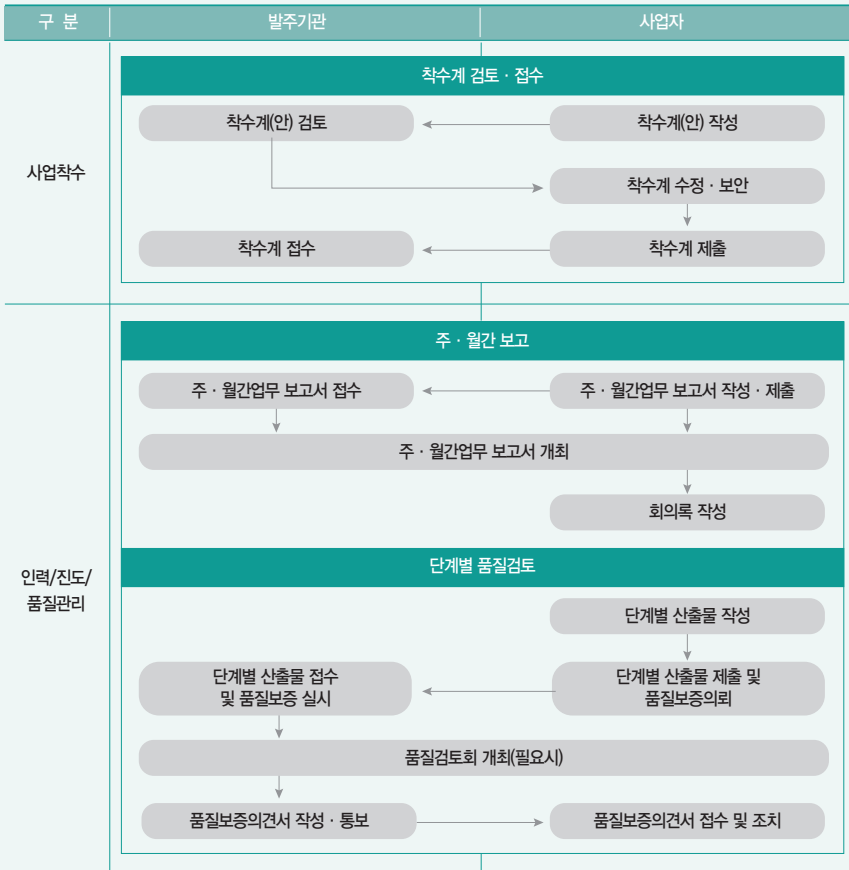 구 분
발주기관
사업자
사업착수
착수계 검토 · 접수
착수계(안) 검토
착수계(안) 작성
착수계 수정 · 보안
착수계 접수
착수계 제출
인력/진도/
품질관리
주 · 월간 보고
주 · 월간업무 보고서 접수
주 · 월간업무 보고서 작성 · 제출
주 · 월간업무 보고서 개최
회의록 작성
단계별 품질검토
단계별 산출물 작성
단계별 산출물 접수
및 품질보증 실시
단계별 산출물 제출 및
품질보증의뢰
품질검토회 개최(필요시)
품질보증의견서 작성 · 통보
품질보증의견서 접수 및 조치